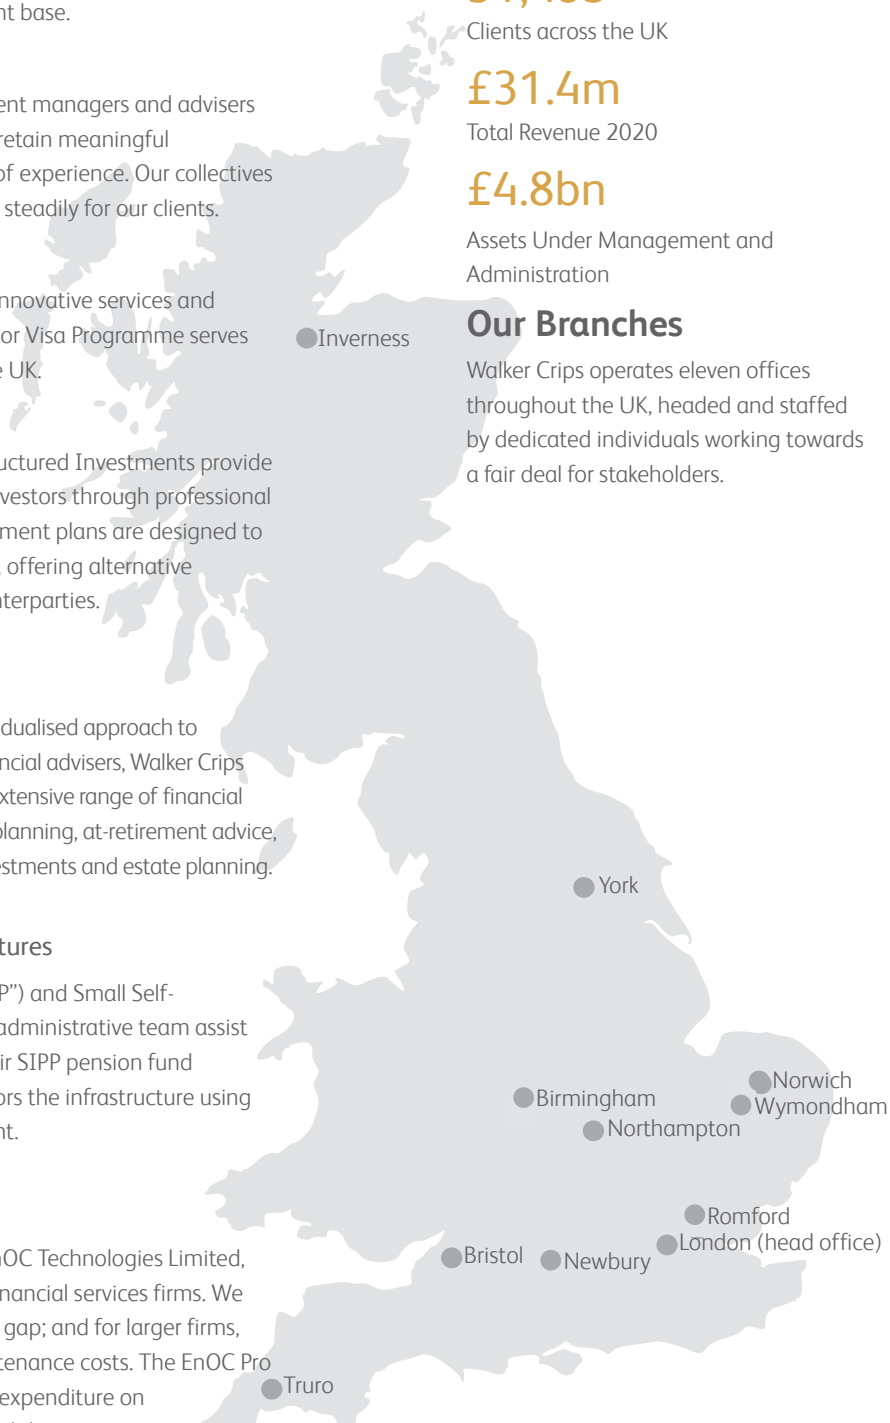 nt base.
ent managers and advisers
retain meaningful
of experience. Our collectives
steadily for our clients.
nnovative services and
or Visa Programme serves
e UK.
uctured Investments provide
vestors through professional
ment plans are designed to
, offering alternative
nterparties.
dualised approach to
ncial advisers, Walker Crips
xtensive range of financial
planning, at-retirement advice,
estments and estate planning.
tures
P”) and Small Self-
administrative team assist
ir SIPP pension fund
ors the infrastructure using
nt.
nOC Technologies Limited,
nancial services firms. We
gap; and for larger firms,
tenance costs. The EnOC Pro
expenditure on
Clients across the UK
£31.4m
Total Revenue 2020
£4.8bn
Assets Under Management and
Administration
Our Branches
Walker Crips operates eleven offices
throughout the UK, headed and staffed
by dedicated individuals working towards
a fair deal for stakeholders.
Inverness
York
Norwich
Birmingham
Wymondham
Northampton
Romford
London (head office)
Bristol
Newbury
Truro